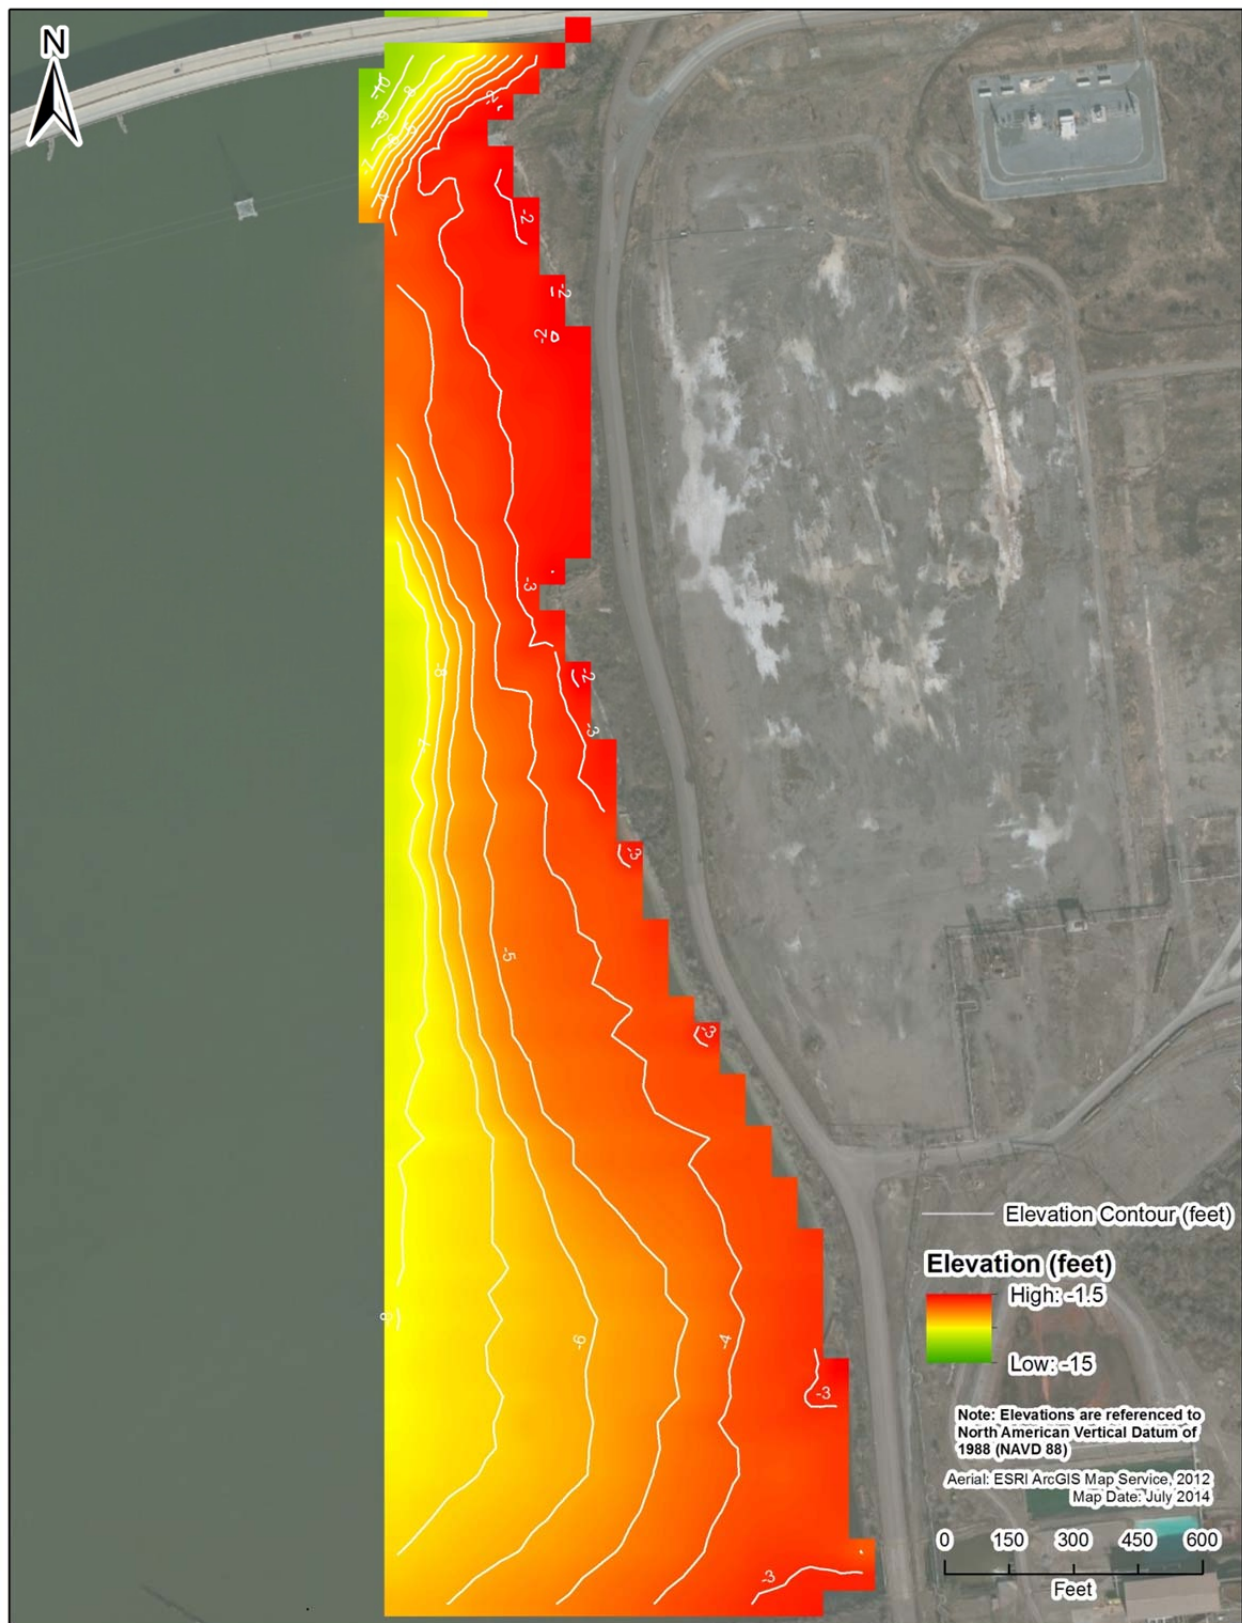 N
-10
-9
-8
-7
-4
-2
-2
-2
-2
-3
-2
-8
-3
-7
-3
-5
-3
-8
-6
-4
-3
-3
Elevation Contour (feet)
Elevation (feet)
High: -1.5
Low: -15
Note: Elevations are referenced to
North American Vertical Datum of
1988 (NAVD 88)
Aerial: ESRI ArcGIS Map Service, 2012
Map Date: July 2014
0 150 300 450 600
Feet